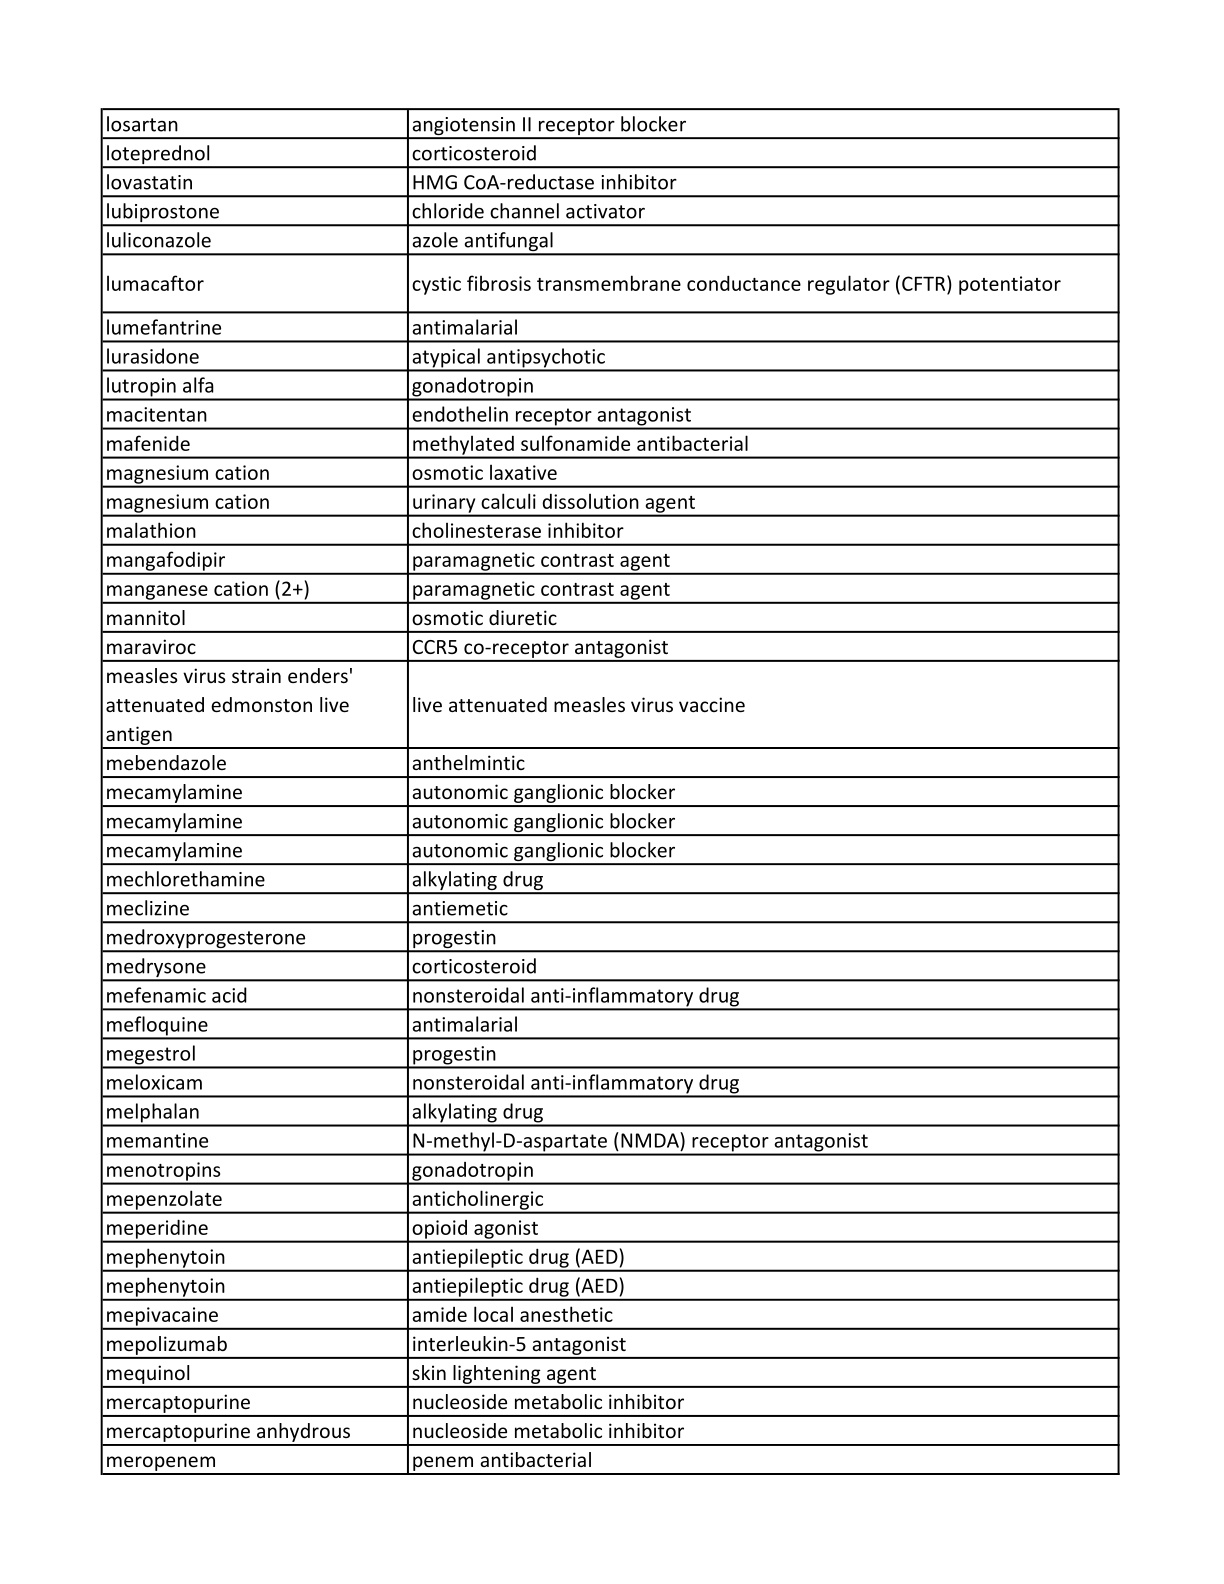 losartan angiotensin II receptor blocker
loteprednol corticosteroid
lovastatin HMG CoA-reductase inhibitor
lubiprostone chloride channel activator
luliconazole azole antifungal
lumacaftor cystic fibrosis transmembrane conductance regulator (CFTR) potentiator
lumefantrine antimalarial
lurasidone atypical antipsychotic
lutropin alfa gonadotropin
macitentan endothelin receptor antagonist
mafenide methylated sulfonamide antibacterial
magnesium cation osmotic laxative
magnesium cation urinary calculi dissolution agent
malathion cholinesterase inhibitor
mangafodipir paramagnetic contrast agent
manganese cation (2+) paramagnetic contrast agent
mannitol osmotic diuretic
maraviroc CCR5 co-receptor antagonist
measles virus strain enders'
attenuated edmonston live
antigen
live attenuated measles virus vaccine
mebendazole anthelmintic
mecamylamine autonomic ganglionic blocker
mecamylamine autonomic ganglionic blocker
mecamylamine autonomic ganglionic blocker
mechlorethamine alkylating drug
meclizine antiemetic
medroxyprogesterone progestin
medrysone corticosteroid
mefenamic acid nonsteroidal anti-inflammatory drug
mefloquine antimalarial
megestrol progestin
meloxicam nonsteroidal anti-inflammatory drug
melphalan alkylating drug
memantine N-methyl-D-aspartate (NMDA) receptor antagonist
menotropins gonadotropin
mepenzolate anticholinergic
meperidine opioid agonist
mephenytoin antiepileptic drug (AED)
mephenytoin antiepileptic drug (AED)
mepivacaine amide local anesthetic
mepolizumab interleukin-5 antagonist
mequinol skin lightening agent
mercaptopurine nucleoside metabolic inhibitor
mercaptopurine anhydrous nucleoside metabolic inhibitor
meropenem penem antibacterial